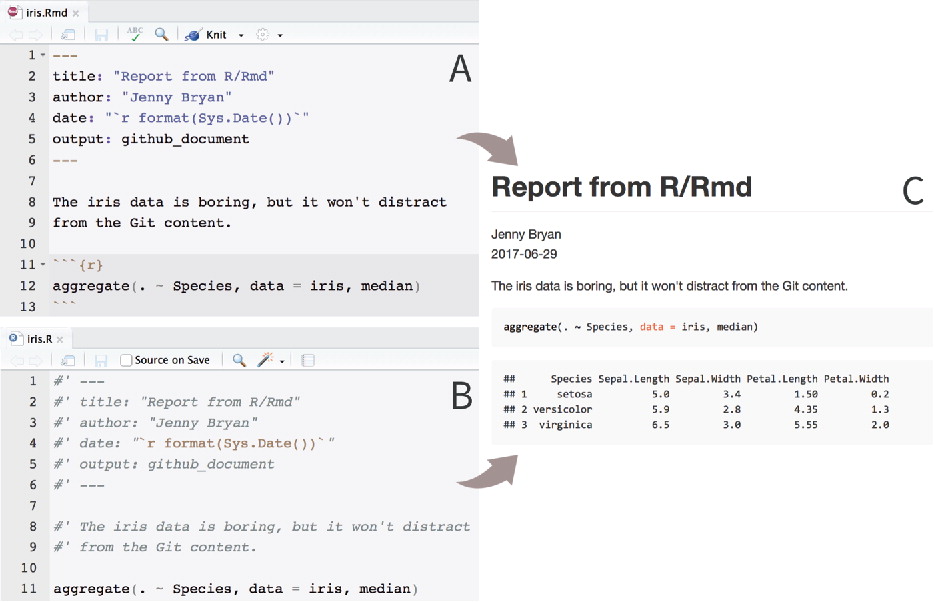 iris.Rmd
ABC Knit
1 ---
2 title: "Report from R/Rmd"
3 author: "Jenny Bryan"
4 date: "`r format(Sys.Date())`"
5 output: github_document
6 ---
7
8 The iris data is boring, but it won't distract
9 from the Git content.
10
11 ```{r}
12 aggregate(. ~ Species, data = iris, median)
13 ```
A
iris.R
Source on Save
1 #' ---
2 #' title: "Report from R/Rmd"
3 #' author: "Jenny Bryan"
4 #' date: "`r format(Sys.Date())`"
5 #' output: github_document
6 #' ---
7
8 #' The iris data is boring, but it won't distract
9 #' from the Git content.
10
11 aggregate(. ~ Species, data = iris, median)
B
Report from R/Rmd
C
Jenny Bryan
2017-06-29
The iris data is boring, but it won't distract from the Git content.
aggregate(. ~ Species, data = iris, median)
## Species Sepal.Length Sepal.Width Petal.Length Petal.Width
## 1 setosa 5.0 3.4 1.50 0.2
## 2 versicolor 5.9 2.8 4.35 1.3
## 3 virginica 6.5 3.0 5.55 2.0